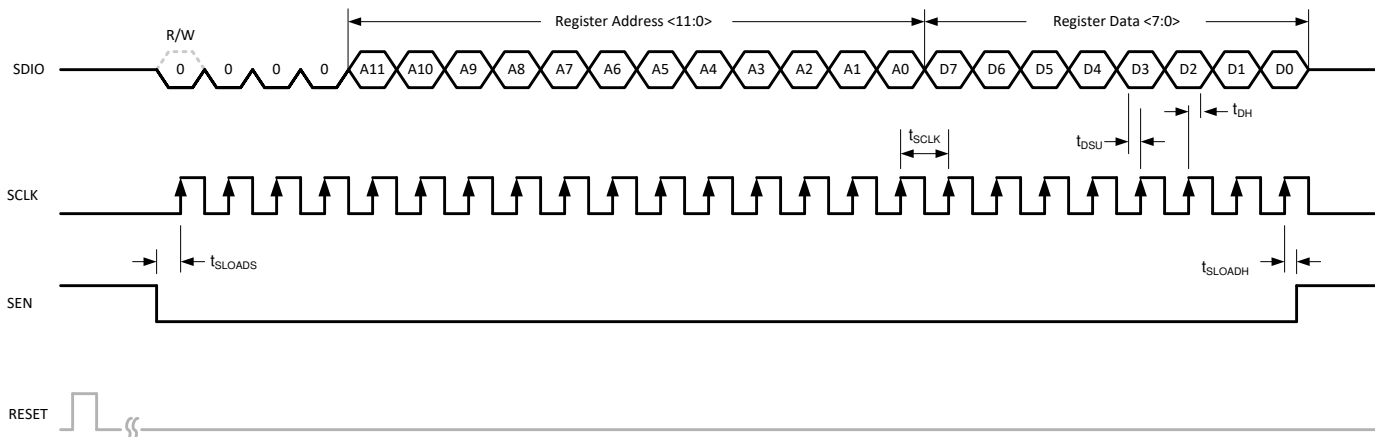 Register Address <11:0> Register Data <7:0>
R/W
SDIO 0 0 0 0 A11 A10 A9 A8 A7 A6 A5 A4 A3 A2 A1 A0 D7 D6 D5 D4 D3 D2 D1 D0
tDH
tSCLK tDSU
SCLK
tSLOADS tSLOADH
SEN
RESET